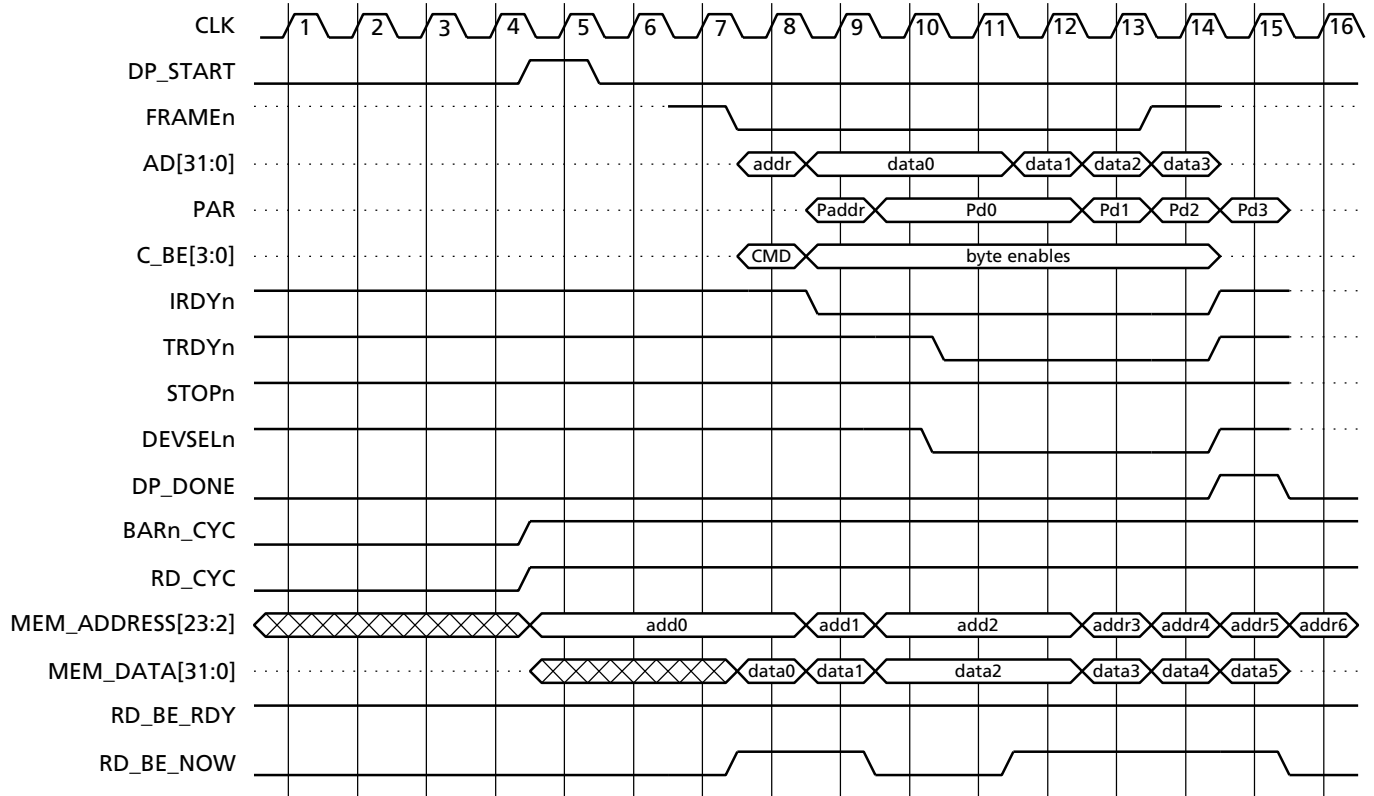 CLK 1 2 3 4 5 6 7 8 9 10 11 12 13 14 15 16
DP_START
FRAMEn
AD[31:0] addr data0 data1 data2 data3
PAR Paddr Pd0 Pd1 Pd2 Pd3
C_BE[3:0] CMD byte enables
IRDYn
TRDYn
STOPn
DEVSELn
DP_DONE
BARn_CYC
RD_CYC
MEM_ADDRESS[23:2] add0 add1 add2 addr3 addr4 addr5 addr6
MEM_DATA[31:0] data0 data1 data2 data3 data4 data5
RD_BE_RDY
RD_BE_NOW